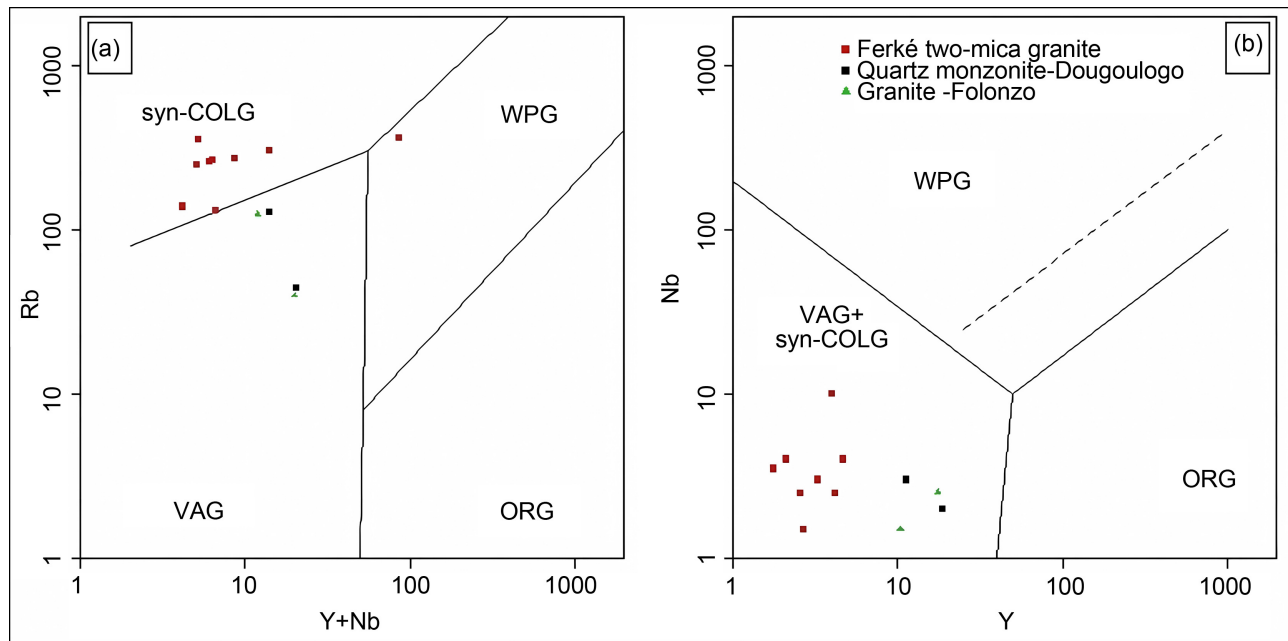 (a)
syn-COLG
WPG
VAG
ORG
1000
100
10
1
Rb
1
10
100
1000
Y+Nb
(b)
Ferké two-mica granite
Quartz monzonite-Dougoulogo
Granite -Folonzo
WPG
VAG+
syn-COLG
ORG
1000
100
10
1
Nb
1
10
100
1000
Y